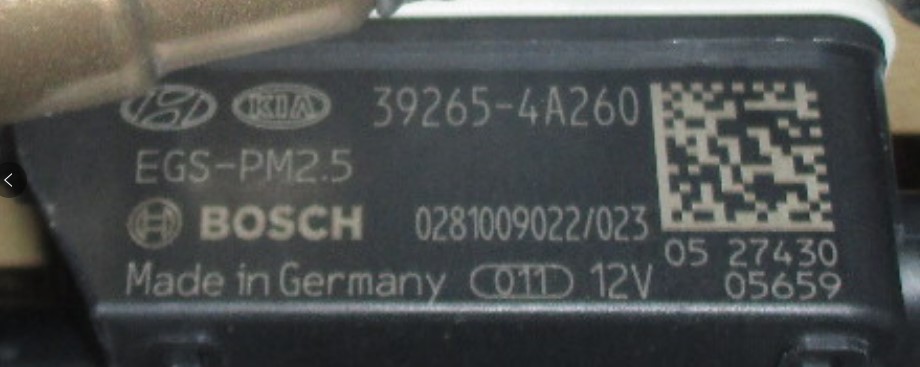 KIA 39265-4A260
EGS-PM2.5
BOSCH 0281009022/023
05 27430
Made in Germany 011 12V 05659